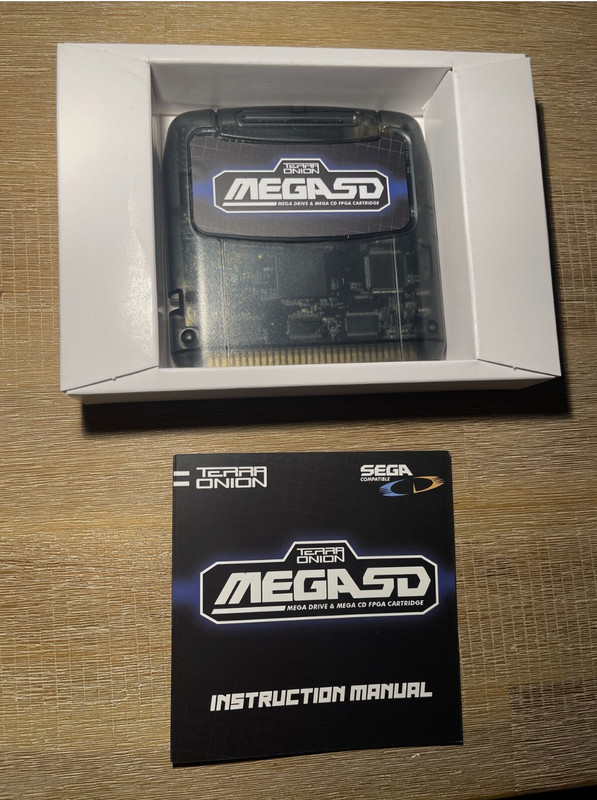 TERRA
ONION
MEGASD
MEGA DRIVE & MEGA CD FPGA CARTRIDGE
TERRA
ONION
SEGA
COMPATIBLE
CD
TERRA
ONION
MEGASD
MEGA DRIVE & MEGA CD FPGA CARTRIDGE
INSTRUCTION MANUAL